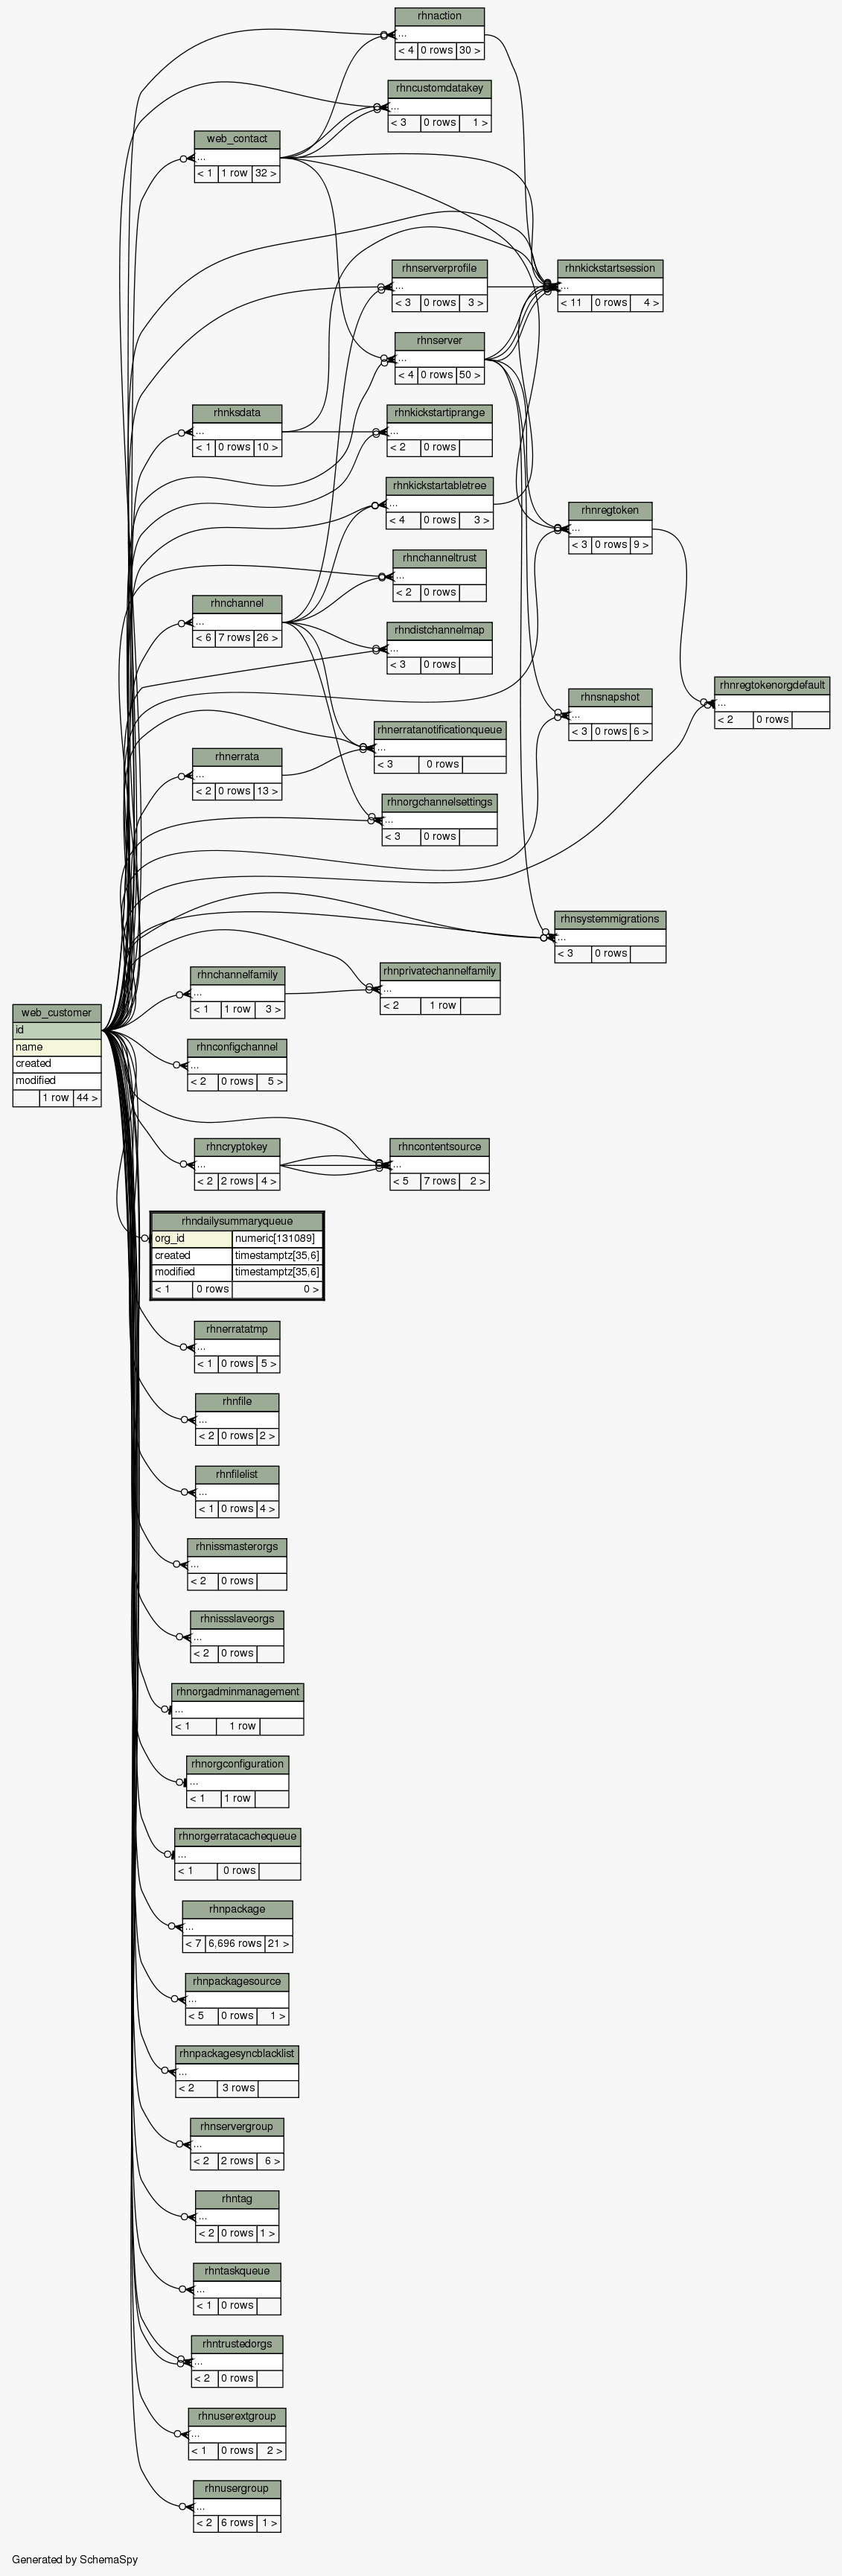 rhnaction
...
< 4 0 rows 30 >
rhncustomdatakey
...
< 3 0 rows 1 >
web_contact
...
< 1 1 row 32 >
rhnserverprofile
...
< 3 0 rows 3 >
rhnkickstartsession
...
< 11 0 rows 4 >
rhnserver
...
< 4 0 rows 50 >
rhnksdata
...
< 1 0 rows 10 >
rhnkickstartiprange
...
< 2 0 rows
rhnkickstartabletree
...
< 4 0 rows 3 >
rhnregtoken
...
< 3 0 rows 9 >
rhnchanneltrust
...
< 2 0 rows
rhnchannel
...
< 6 7 rows 26 >
rhndistchannelmap
...
< 3 0 rows
rhnregtokenorgdefault
...
< 2 0 rows
rhnsnapshot
...
< 3 0 rows 6 >
rhnerratanotificationqueue
...
< 3 0 rows
rhnerrata
...
< 2 0 rows 13 >
rhnorgchannelsettings
...
< 3 0 rows
rhnsystemmigrations
...
< 3 0 rows
rhnprivatechannelfamily
...
< 2 1 row
rhnchannelfamily
...
< 1 1 row 3 >
web_customer
id
name
created
modified
1 row 44 >
rhnconfigchannel
...
< 2 0 rows 5 >
rhncryptokey
...
< 2 2 rows 4 >
rhncontentsource
...
< 5 7 rows 2 >
rhndailysummaryqueue
org_id numeric[131089]
created timestamptz[35,6]
modified timestamptz[35,6]
< 1 0 rows 0 >
rhnerratatmp
...
< 1 0 rows 5 >
rhnfile
...
< 2 0 rows 2 >
rhnfilelist
...
< 1 0 rows 4 >
rhnissmasterorgs
...
< 2 0 rows
rhnissslaveorgs
...
< 2 0 rows
rhnorgadminmanagement
...
< 1 1 row
rhnorgconfiguration
...
< 1 1 row
rhnorgerratacachequeue
...
< 1 0 rows
rhnpackage
...
< 7 6,696 rows 21 >
rhnpackagesource
...
< 5 0 rows 1 >
rhnpackagesyncblacklist
...
< 2 3 rows
rhnservergroup
...
< 2 2 rows 6 >
rhntag
...
< 2 0 rows 1 >
rhntaskqueue
...
< 1 0 rows
rhntrustedorgs
...
< 2 0 rows
rhnuserextgroup
...
< 1 0 rows 2 >
rhnusergroup
...
< 2 6 rows 1 >
Generated by SchemaSpy